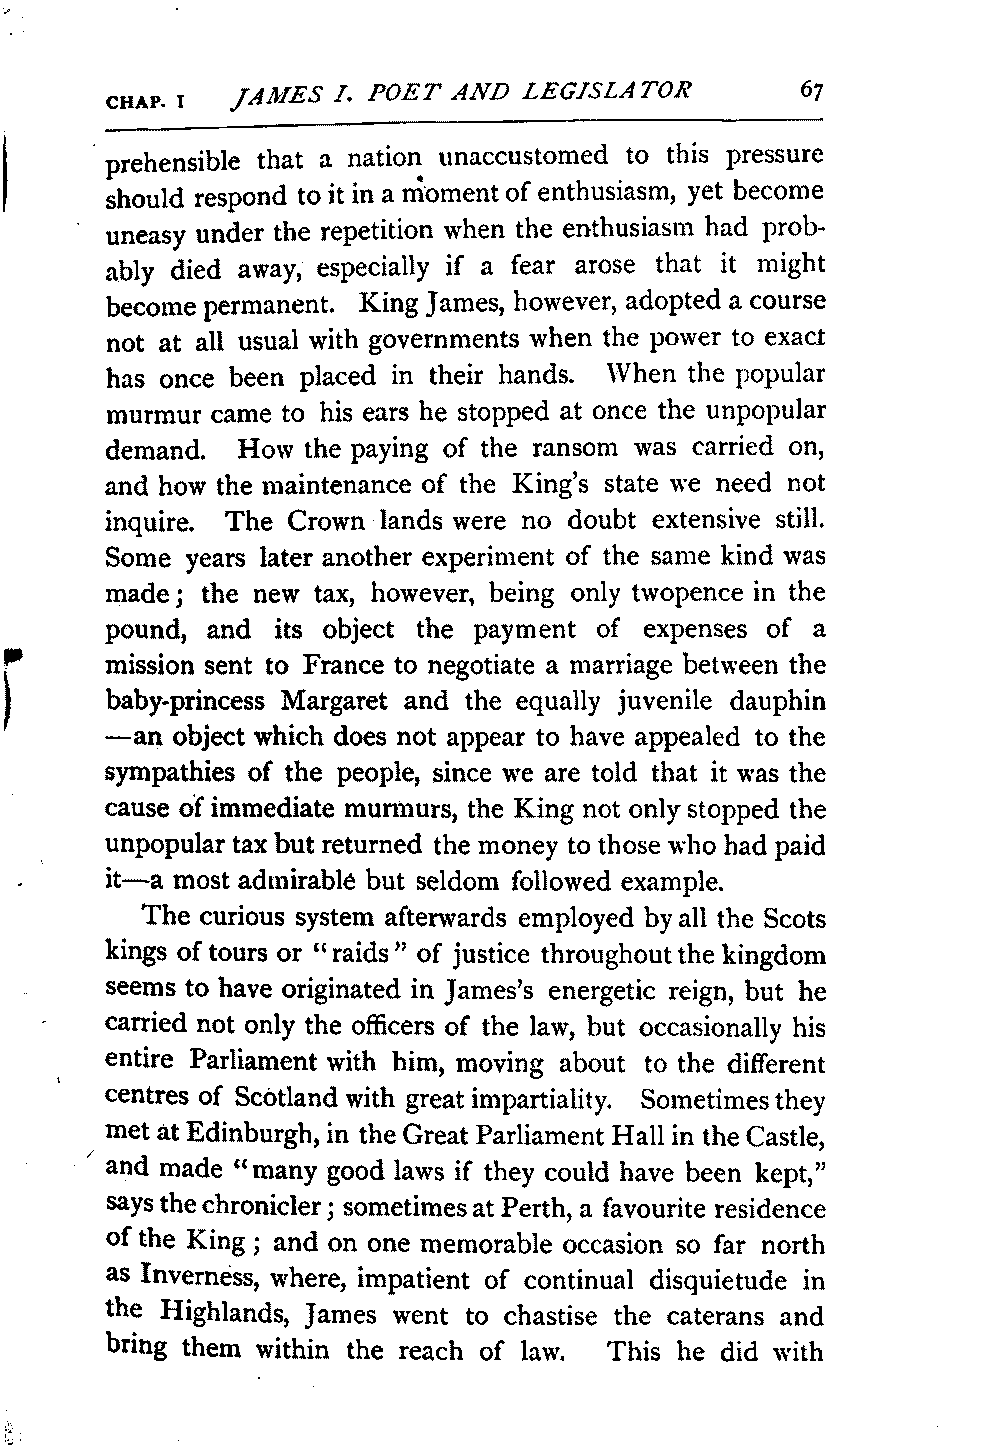 CHAP. I JAMES I. POET AND LEGISLATOR 67
prehensible that a nation unaccustomed to this pressure
should respond to it in a moment of enthusiasm, yet become
uneasy under the repetition when the enthusiasm had prob-
ably died away, especially if a fear arose that it might
become permanent. King James, however, adopted a course
not at all usual with governments when the power to exact
has once been placed in their hands. When the popular
murmur came to his ears he stopped at once the unpopular
demand. How the paying of the ransom was carried on,
and how the maintenance of the King's state we need not
inquire. The Crown lands were no doubt extensive still.
Some years later another experiment of the same kind was
made; the new tax, however, being only twopence in the
pound, and its object the payment of expenses of a
mission sent to France to negotiate a marriage between the
baby-princess Margaret and the equally juvenile dauphin
—an object which does not appear to have appealed to the
sympathies of the people, since we are told that it was the
cause of immediate murmurs, the King not only stopped the
unpopular tax but returned the money to those who had paid
it—a most admirable but seldom followed example.
The curious system afterwards employed by all the Scots
kings of tours or "raids" of justice throughout the kingdom
seems to have originated in James's energetic reign, but he
carried not only the officers of the law, but occasionally his
entire Parliament with him, moving about to the different
centres of Scotland with great impartiality. Sometimes they
met at Edinburgh, in the Great Parliament Hall in the Castle,
and made "many good laws if they could have been kept,"
says the chronicler; sometimes at Perth, a favourite residence
of the King; and on one memorable occasion so far north
as Inverness, where, impatient of continual disquietude in
the Highlands, James went to chastise the caterans and
bring them within the reach of law. This he did with